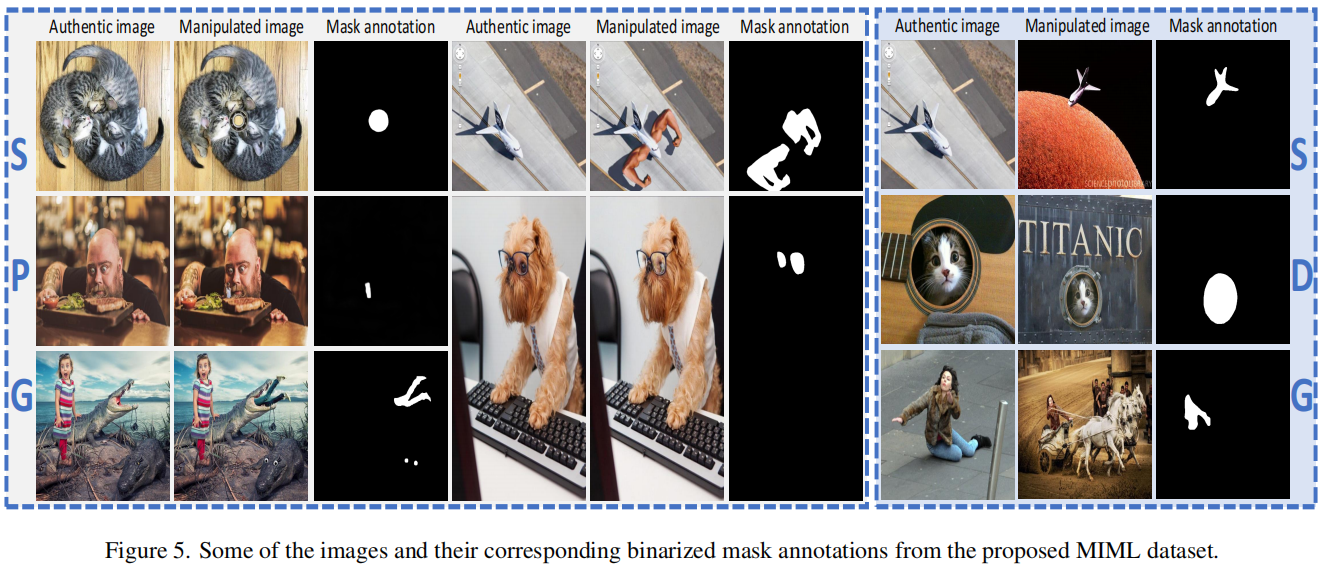 Authentic image Manipulated image Mask annotation Authentic image Manipulated image Mask annotation Authentic image Manipulated image Mask annotation
S S
SCIENCEPHOTOLIBRARY
P TITANIC D
G G
Figure 5. Some of the images and their corresponding binarized mask annotations from the proposed MIML dataset.